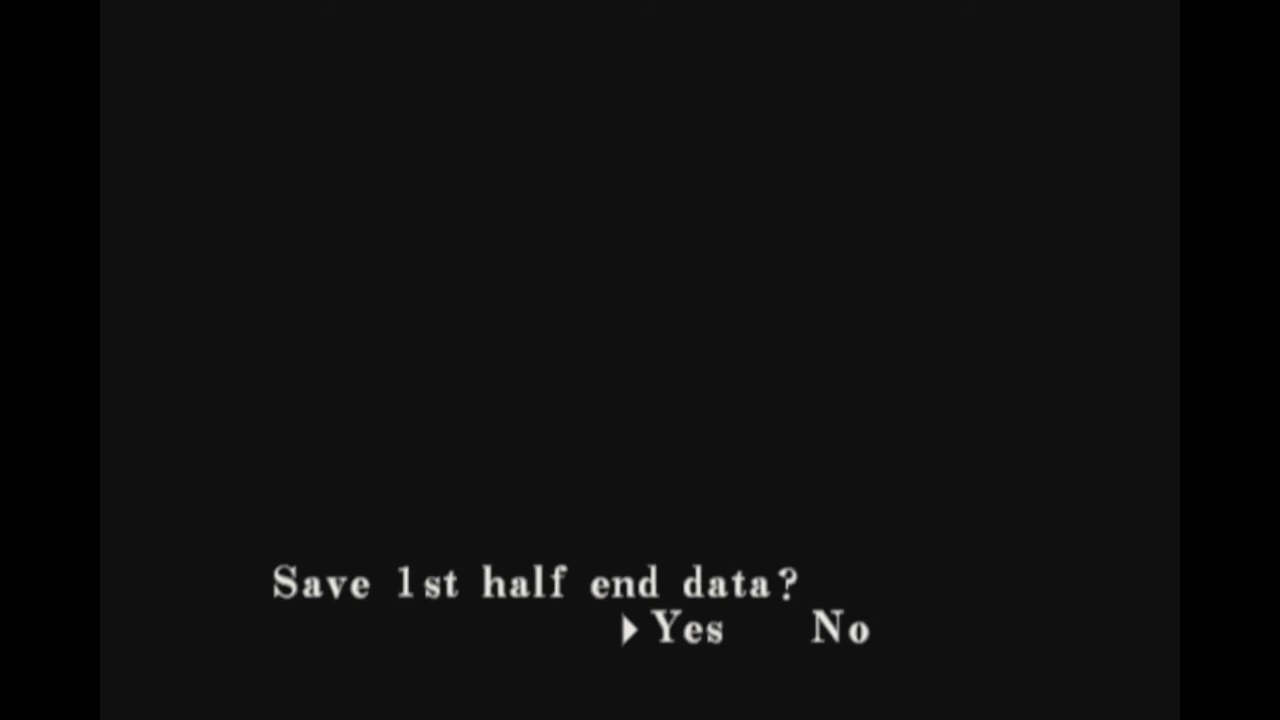 Save 1st half end data?
Yes No